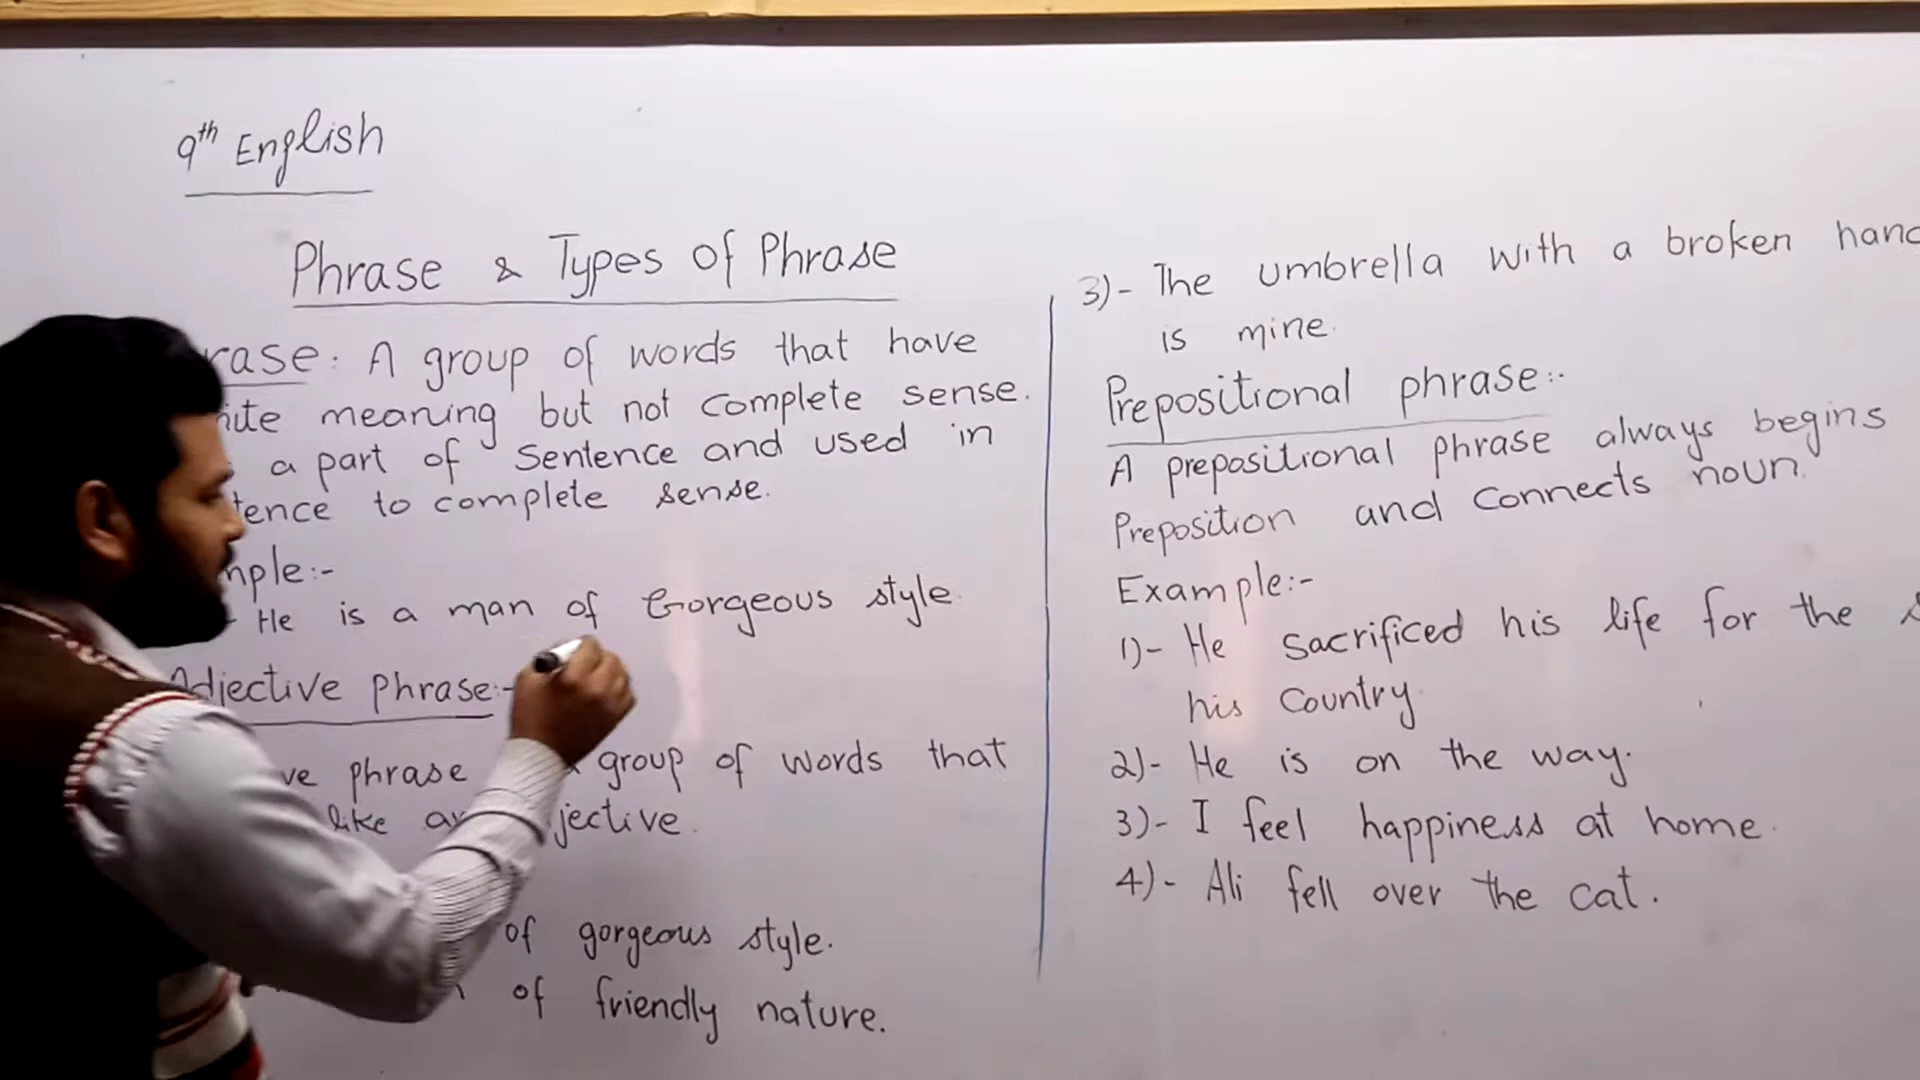 9th English
Phrase & Types of Phrase
rase: A group of words that have
ite meaning but not complete sense.
a part of Sentence and used in
tence to complete sense.
mple:-
He is a man of Gorgeous style.
Adjective phrase:-
ve phrase group of words that
like jective.
of gorgeous style.
of friendly nature.
3)- The umbrella with a broken hand
is mine.
Prepositional phrase:-
A prepositional phrase always begins
Preposition and Connects noun.
Example:-
1)- He sacrificed his life for the s
his Country.
2)- He is on the way.
3)- I feel happiness at home.
4)- Ali fell over the cat.